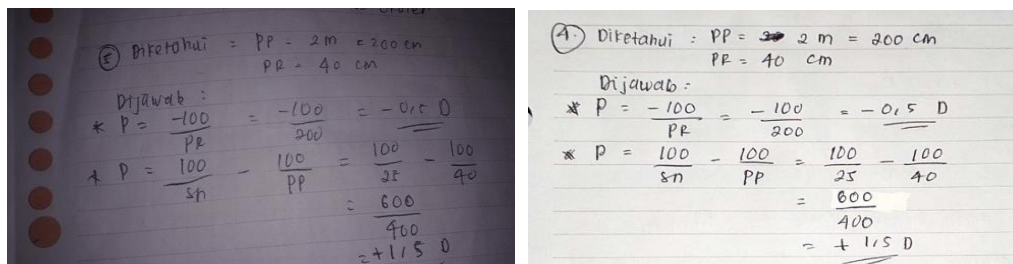 5 Diketahui : PP = 2 m = 200 cm
PR = 40 cm
Dijawab :
* P = -100/PR = -100/200 = -0,5 D
* P = 100/sn - 100/PP = 100/25 - 100/40
= 600/400
= +1,5 D
4. Diketahui : PP = 2 m = 200 cm
PR = 40 cm
Dijawab :
* P = -100/PR = -100/200 = -0,5 D
* P = 100/sn - 100/PP = 100/25 - 100/40
= 600/400
= + 1,5 D